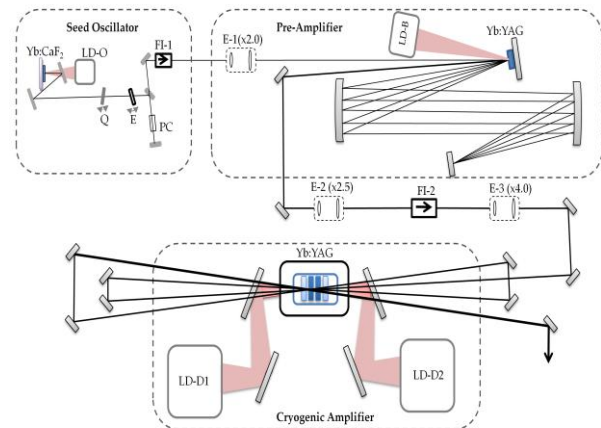 Seed Oscillator
Yb:CaF2
LD-O
FI-1
Q
E
PC
Pre-Amplifier
E-1(x2.0)
LD-B
Yb:YAG
E-2 (x2.5)
FI-2
E-3 (x4.0)
Yb:YAG
LD-D1
LD-D2
Cryogenic Amplifier